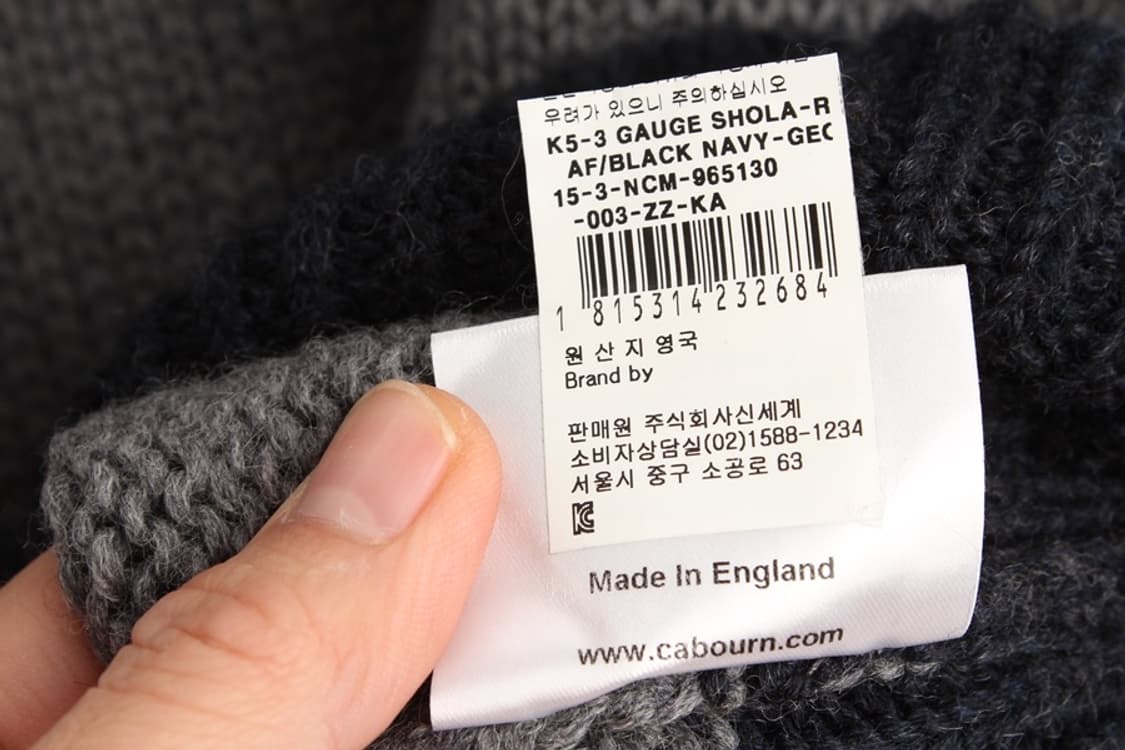 우려가 있으니 주의하십시오
K5-3 GAUGE SHOLA-R
AF/BLACK NAVY-GEO
15-3-NCM-965130
-003-ZZ-KA
1 815314 232684
원 산 지 영국
Brand by
판매원 주식회사신세계
소비자상담실(02)1588-1234
서울시 중구 소공로 63
KC
Made In England
www.cabourn.com